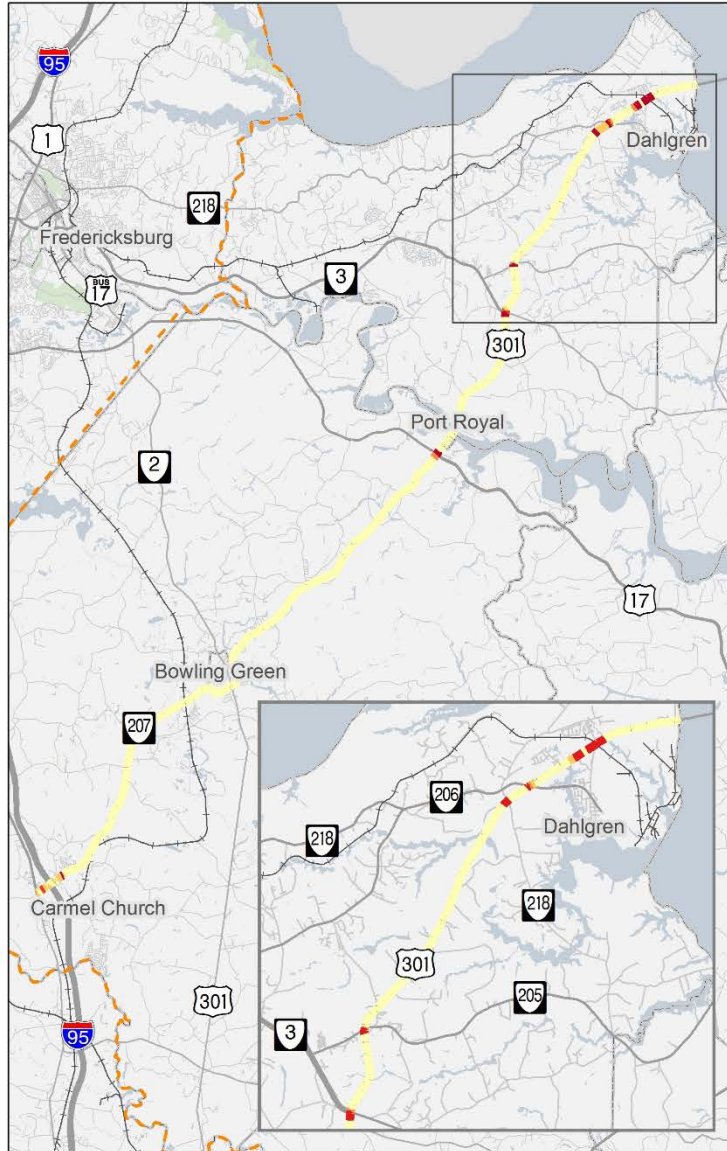 95
1
Dahlgren
218
Fredericksburg
3
BUS
17
301
Port Royal
2
17
Bowling Green
207
206
218
Dahlgren
Carmel Church
218
301
205
301
3
95